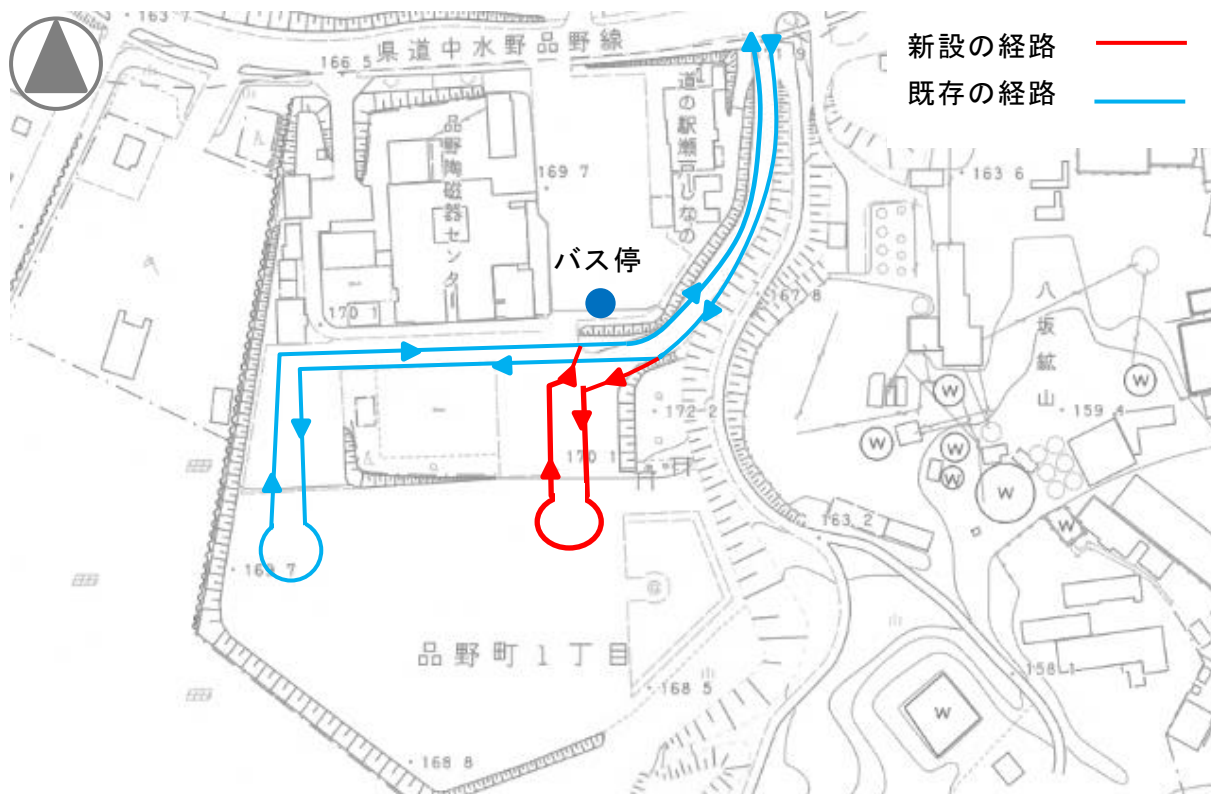 163 7
県道中水野品野線
166 5
新設の経路
既存の経路
品野陶磁器センター
道の駅瀬戸しなの
169 7
163 6
バス停
170 1
167 8
八坂鉱山
172 2
159 4
170 1
W
W
W
W
W
W
W
163 2
169 7
G
品野町1丁目
168 5
158 1
W
168 8